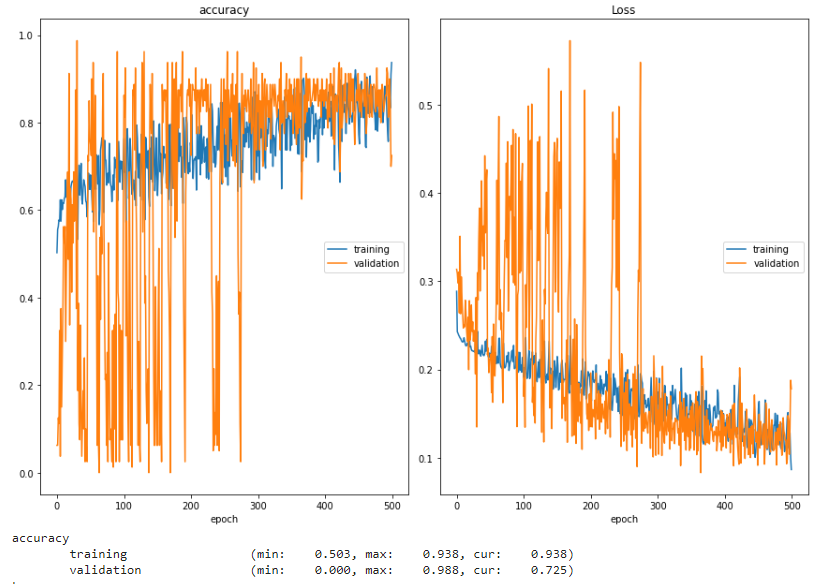 accuracy
1.0
0.8
0.6
0.4
0.2
0.0
0
100
200
300
400
500
epoch
training
validation
Loss
0.5
0.4
0.3
0.2
0.1
0
100
200
300
400
500
epoch
training
validation
accuracy
training (min: 0.503, max: 0.938, cur: 0.938)
validation (min: 0.000, max: 0.988, cur: 0.725)